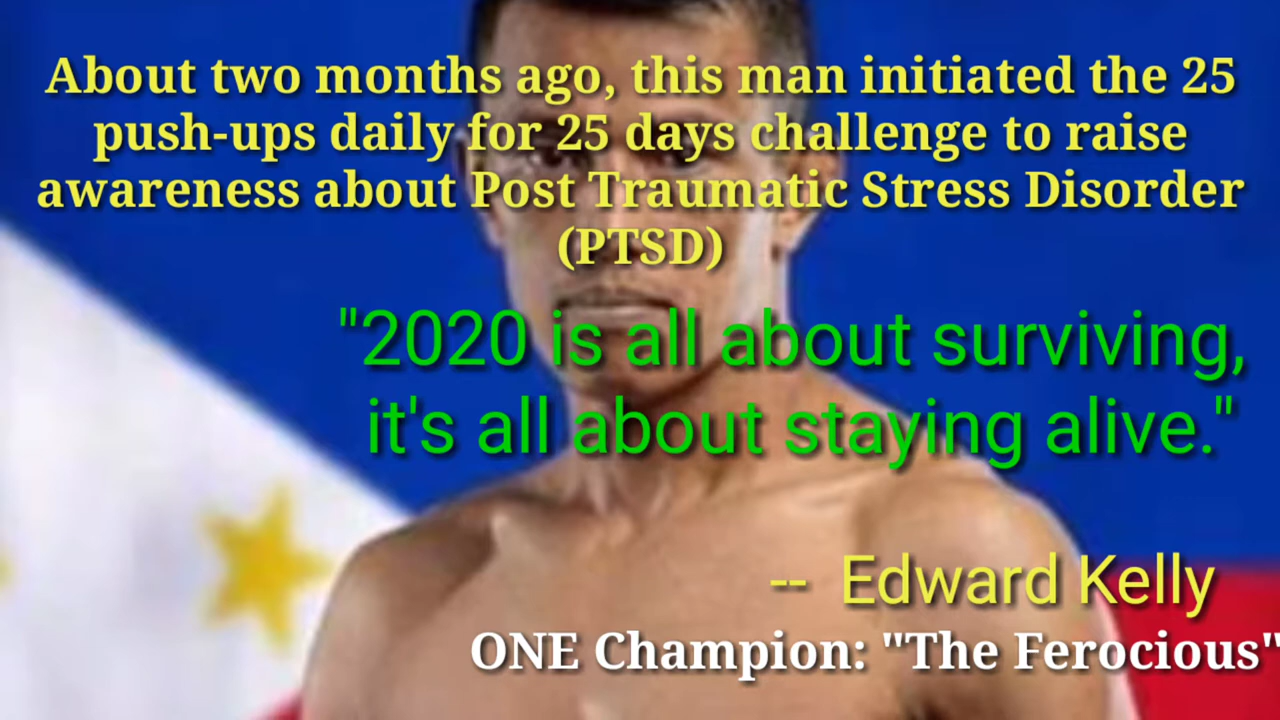 About two months ago, this man initiated the 25
push-ups daily for 25 days challenge to raise
awareness about Post Traumatic Stress Disorder
(PTSD)
"2020 is all about surviving,
it's all about staying alive."
-- Edward Kelly
ONE Champion: "The Ferocious"